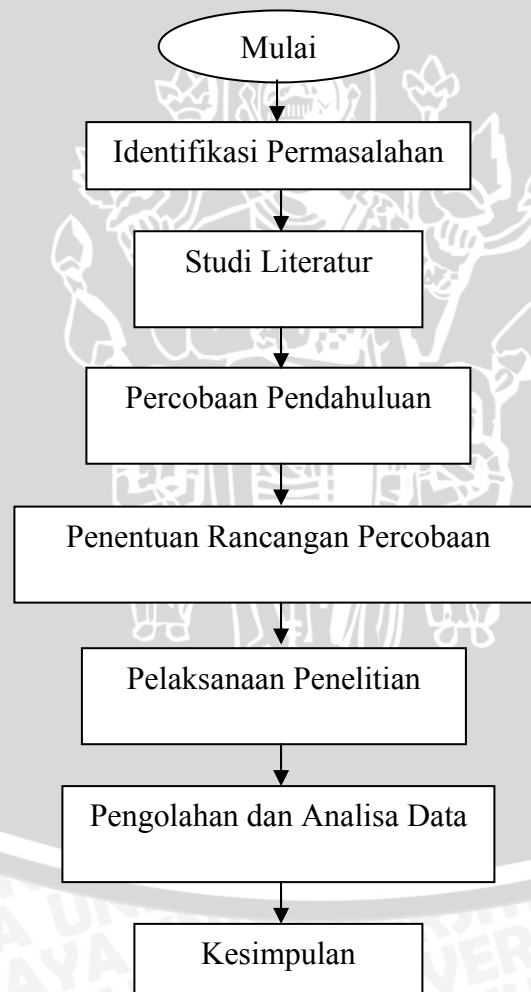 Mulai
Identifikasi Permasalahan
Studi Literatur
Percobaan Pendahuluan
Penentuan Rancangan Percobaan
Pelaksanaan Penelitian
Pengolahan dan Analisa Data
Kesimpulan